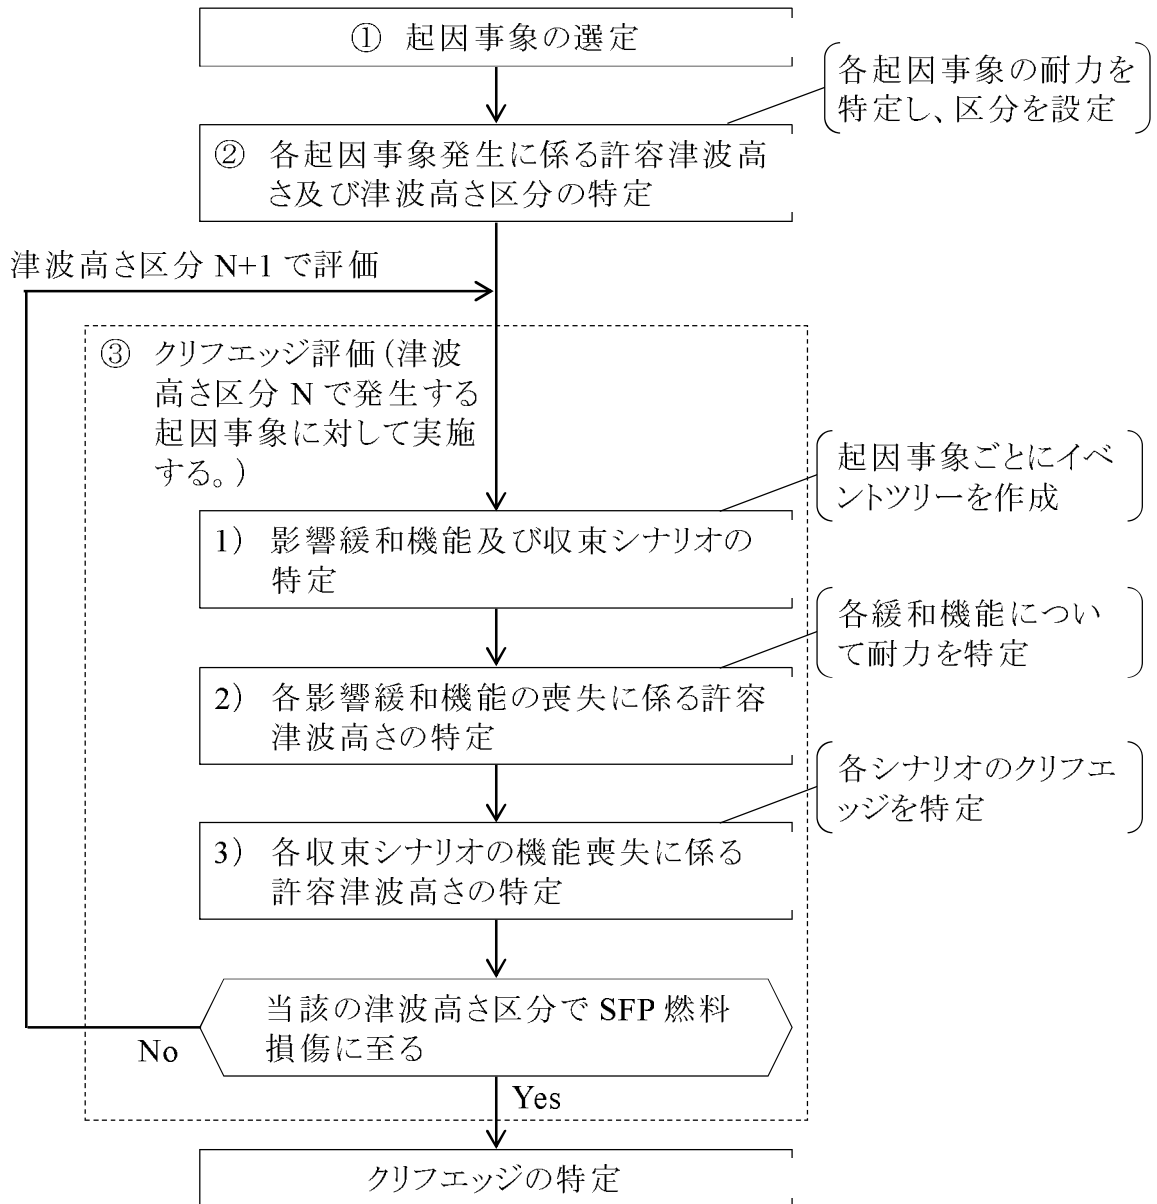 ① 起因事象の選定
各起因事象の耐力を
特定し、区分を設定
② 各起因事象発生に係る許容津波高
さ及び津波高さ区分の特定
津波高さ区分 N+1 で評価
③ クリフエッジ評価(津波
高さ区分 N で発生する
起因事象に対して実施
する。)
起因事象ごとにイベ
ントツリーを作成
1) 影響緩和機能及び収束シナリオの
特定
各緩和機能につい
て耐力を特定
2) 各影響緩和機能の喪失に係る許容
津波高さの特定
各シナリオのクリフエ
ッジを特定
3) 各収束シナリオの機能喪失に係る
許容津波高さの特定
当該の津波高さ区分で SFP 燃料
損傷に至る
No
Yes
クリフエッジの特定